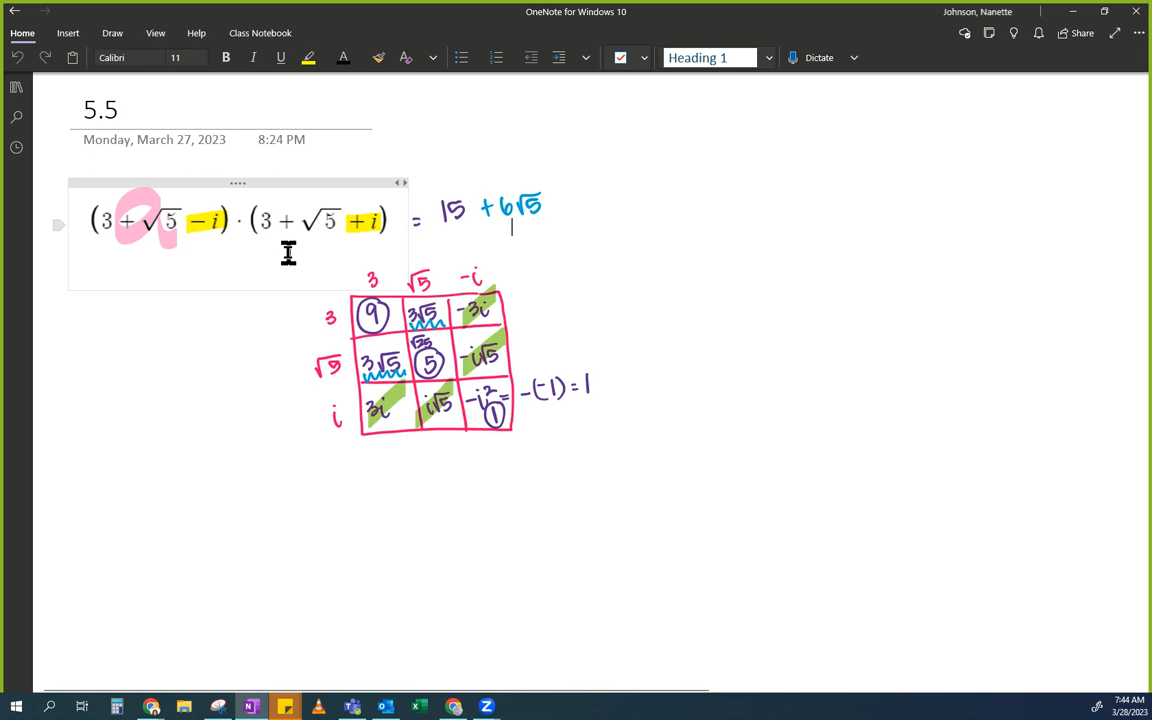 OneNote for Windows 10
Johnson, Nanette
Home Insert Draw View Help Class Notebook
Share
Calibri 11 B I U A A Heading 1 Dictate
5.5
Monday, March 27, 2023 8:24 PM
(3 + √5 − i) · (3 + √5 + i) = 15 + 6√5
3 √5 -i
3 9 3√5 -3i
√25
√5 3√5 5 -i√5
i 3i i√5 -i² = -(-1) = 1
1
7:44 AM
3/28/2023